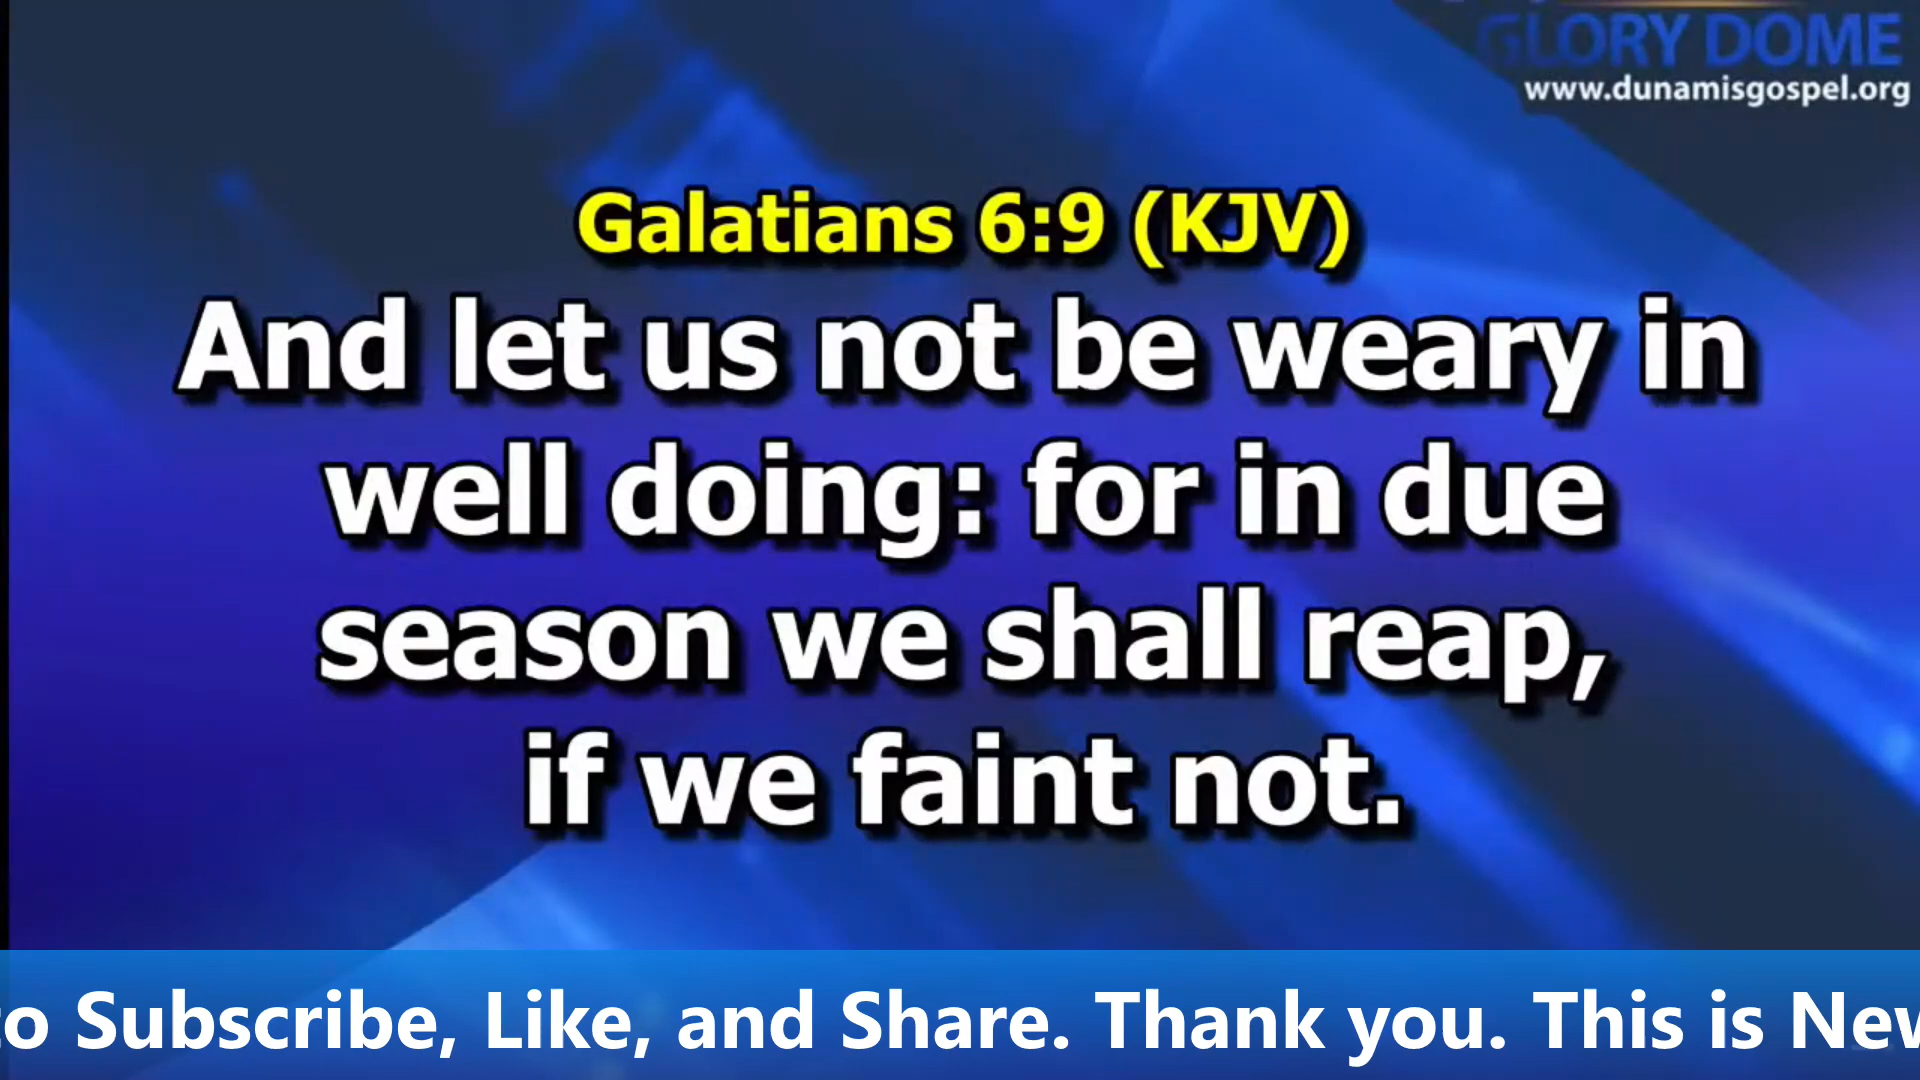 GLORY DOME
www.dunamisgospel.org
Galatians 6:9 (KJV)
And let us not be weary in
well doing: for in due
season we shall reap,
if we faint not.
to Subscribe, Like, and Share. Thank you. This is